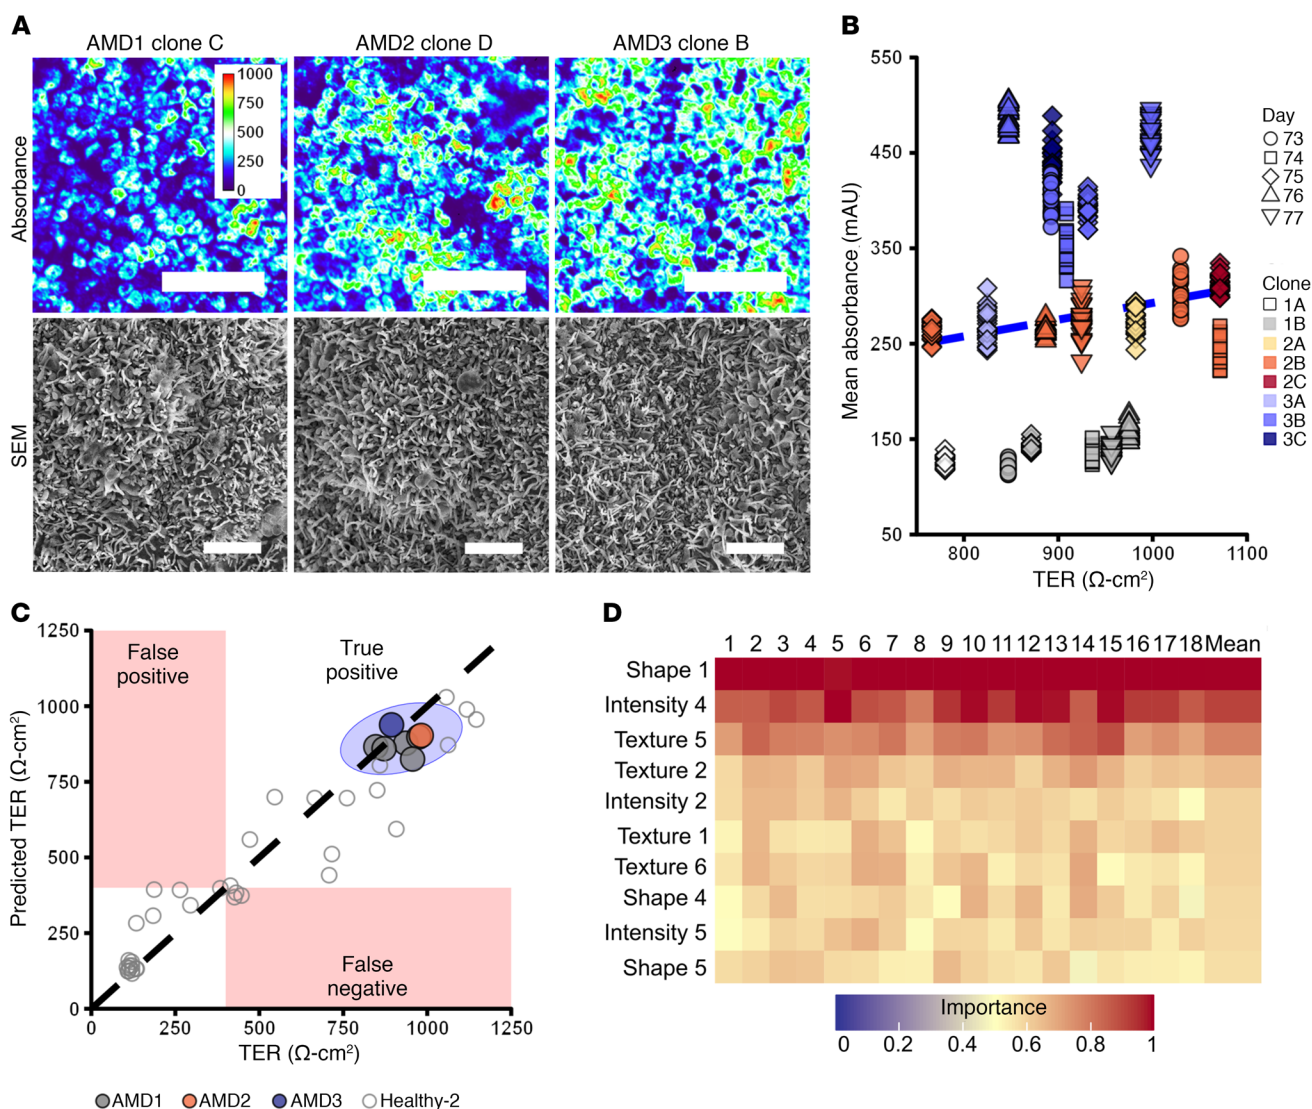 A
AMD1 clone C
AMD2 clone D
AMD3 clone B
Absorbance
1000
750
500
250
0
SEM
B
Mean absorbance (mAU)
550
450
350
250
150
50
800
900
1000
1100
TER (Ω-cm²)
Day
73
74
75
76
77
Clone
1A
1B
2A
2B
2C
3A
3B
3C
C
Predicted TER (Ω-cm²)
1250
1000
750
500
250
0
False
positive
True
positive
False
negative
0
250
500
750
1000
1250
TER (Ω-cm²)
AMD1
AMD2
AMD3
Healthy-2
D
1 2 3 4 5 6 7 8 9 10 11 12 13 14 15 16 17 18 Mean
Shape 1
Intensity 4
Texture 5
Texture 2
Intensity 2
Texture 1
Texture 6
Shape 4
Intensity 5
Shape 5
Importance
0 0.2 0.4 0.6 0.8 1